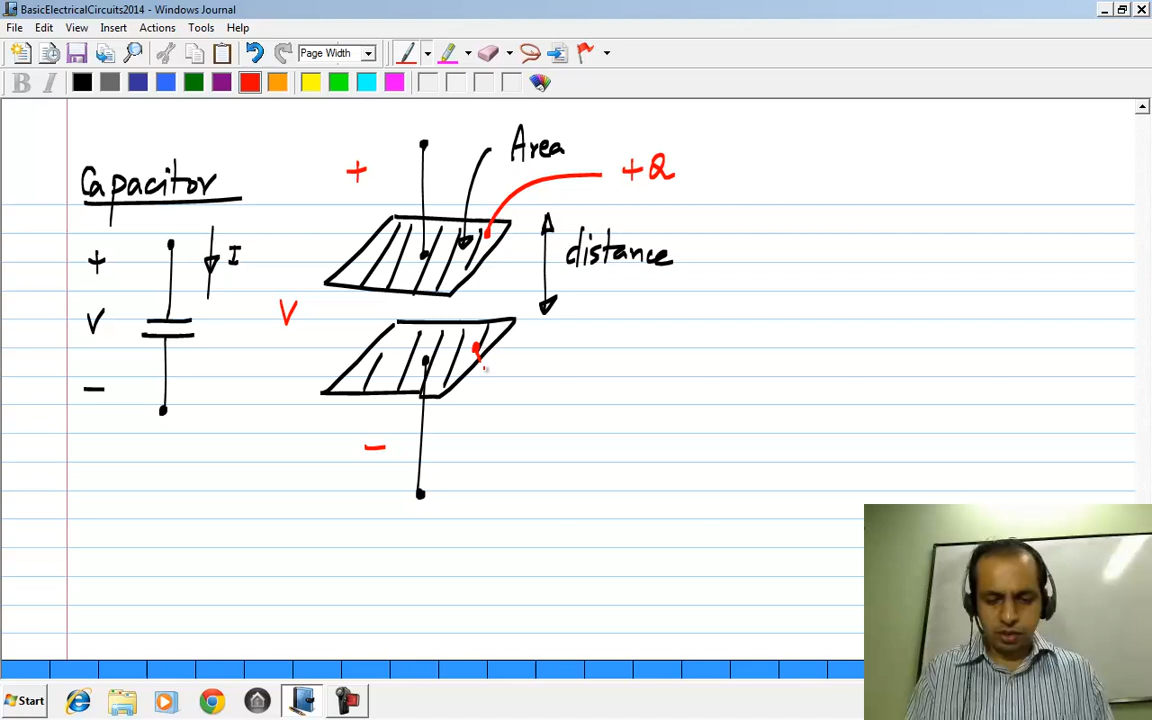 BasicElectricalCircuits2014 - Windows Journal
File Edit View Insert Actions Tools Help
Page Width
B I
Capacitor
+
I
V
−
+
Area
+Q
distance
V
−
Start